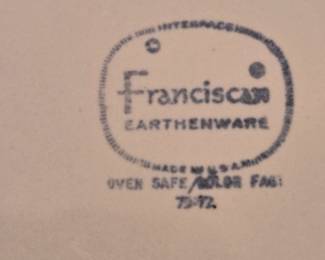 INTERPACE
®
Franciscan
EARTHENWARE
MADE IN U.S.A.
OVEN SAFE/COLOR FAST